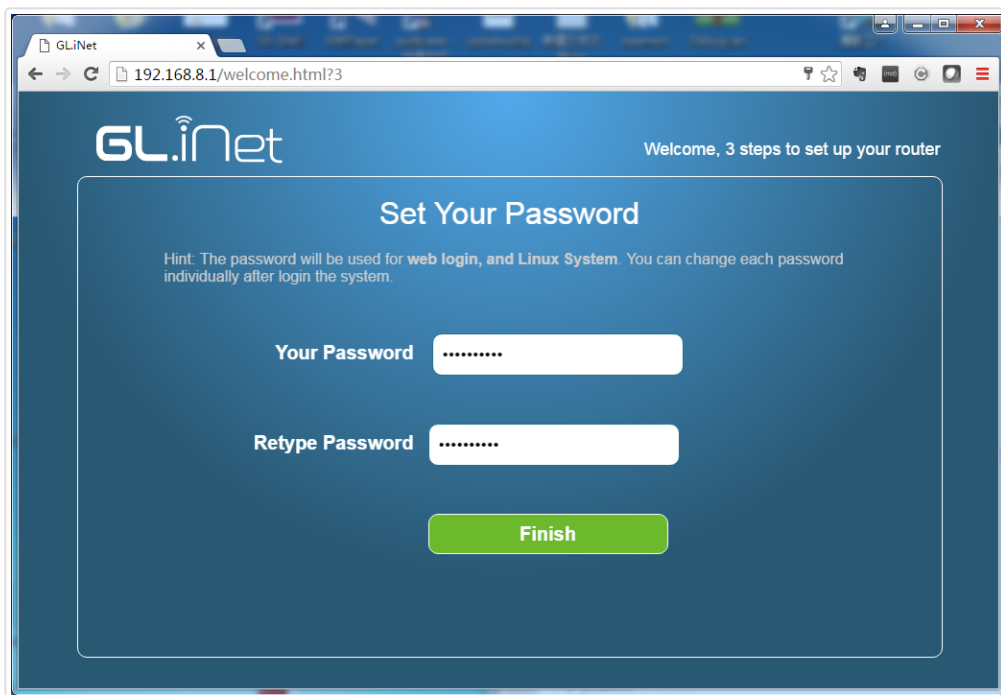 GLiNet
192.168.8.1/welcome.html?3
GL.iNet
Welcome, 3 steps to set up your router
Set Your Password
Hint: The password will be used for web login, and Linux System. You can change each password
individually after login the system.
Your Password ••••••••••
Retype Password ••••••••••
Finish